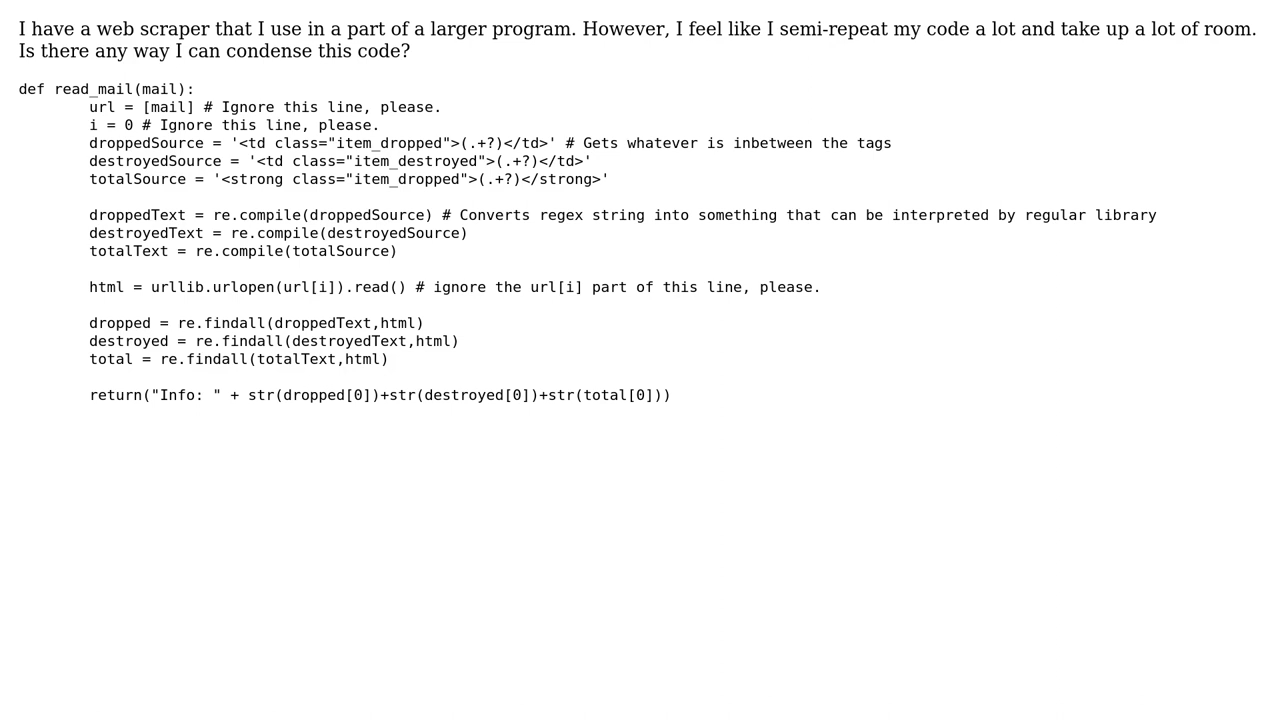 I have a web scraper that I use in a part of a larger program. However, I feel like I semi-repeat my code a lot and take up a lot of room.
Is there any way I can condense this code?
def read_mail(mail):
        url = [mail] # Ignore this line, please.
        i = 0 # Ignore this line, please.
        droppedSource = '<td class="item_dropped">(.+?)</td>' # Gets whatever is inbetween the tags
        destroyedSource = '<td class="item_destroyed">(.+?)</td>'
        totalSource = '<strong class="item_dropped">(.+?)</strong>'

        droppedText = re.compile(droppedSource) # Converts regex string into something that can be interpreted by regular library
        destroyedText = re.compile(destroyedSource)
        totalText = re.compile(totalSource)

        html = urllib.urlopen(url[i]).read() # ignore the url[i] part of this line, please.

        dropped = re.findall(droppedText,html)
        destroyed = re.findall(destroyedText,html)
        total = re.findall(totalText,html)

        return("Info: " + str(dropped[0])+str(destroyed[0])+str(total[0]))